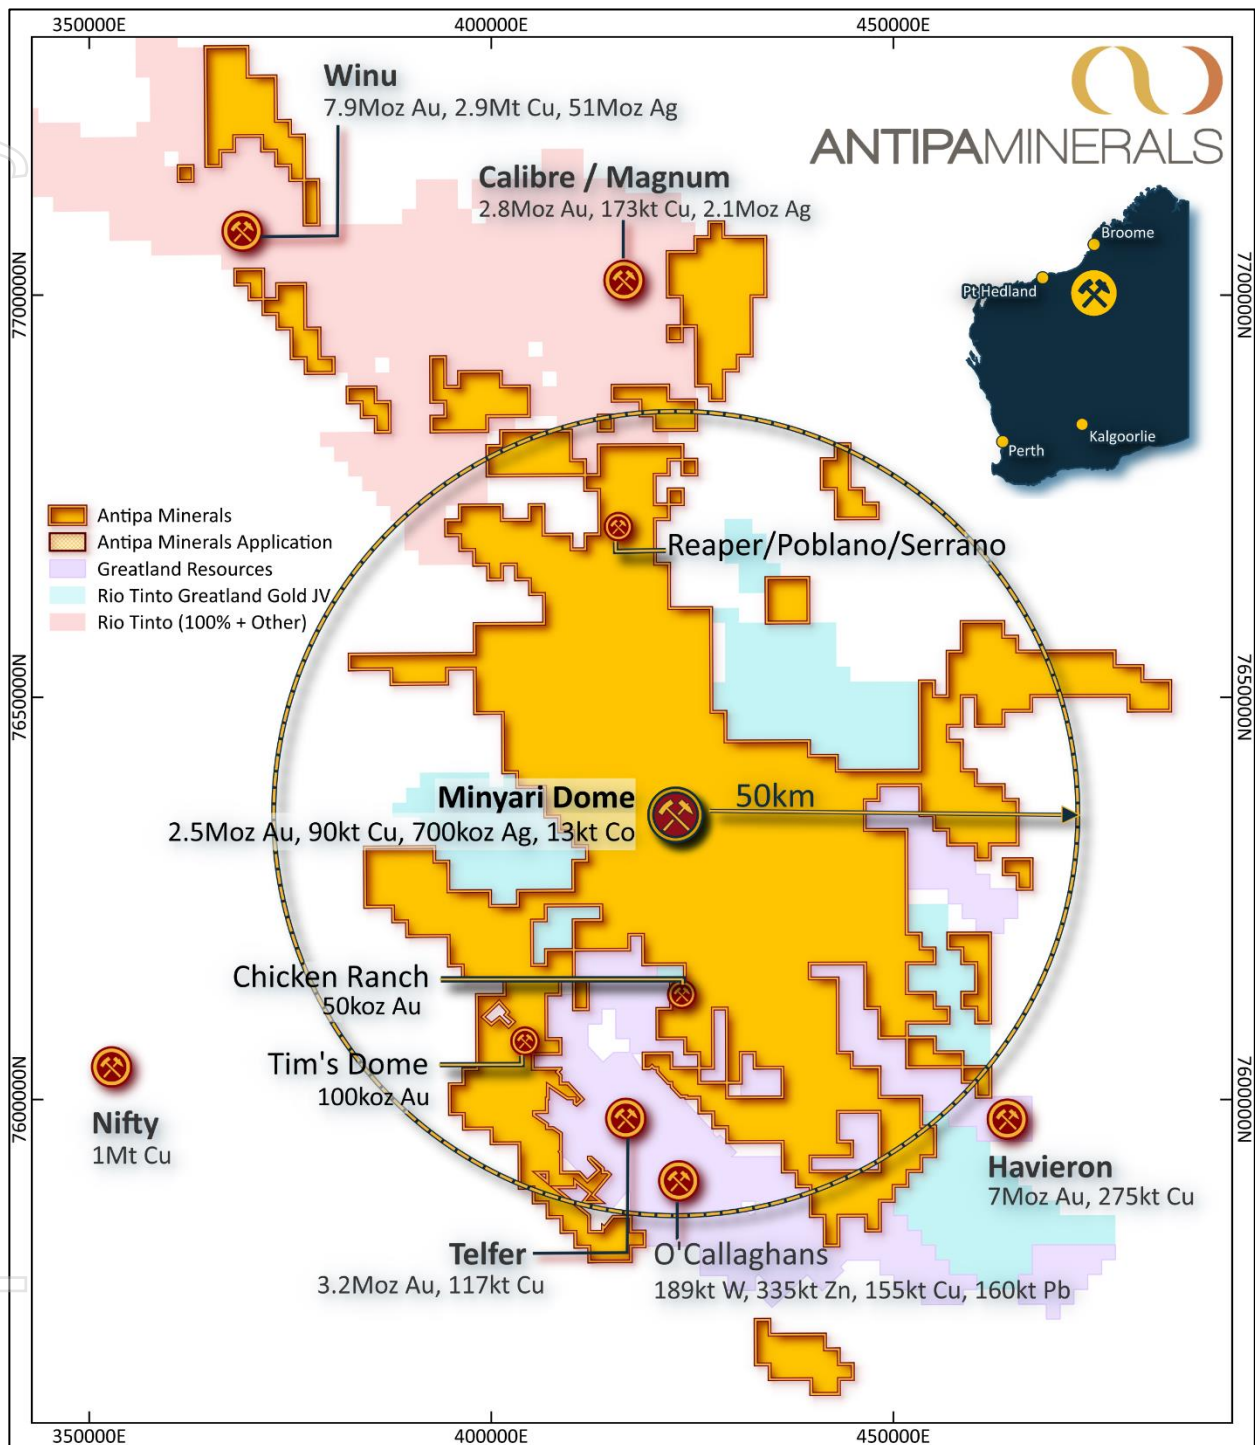 350000E
400000E
450000E
ANTIPAMINERALS
Winu
7.9Moz Au, 2.9Mt Cu, 51Moz Ag
Calibre / Magnum
2.8Moz Au, 173kt Cu, 2.1Moz Ag
Broome
Pt Hedland
Kalgoorlie
Perth
7700000N
7700000N
Antipa Minerals
Antipa Minerals Application
Greatland Resources
Rio Tinto Greatland Gold JV
Rio Tinto (100% + Other)
Reaper/Poblano/Serrano
7650000N
7650000N
Minyari Dome
2.5Moz Au, 90kt Cu, 700koz Ag, 13kt Co
50km
Chicken Ranch
50koz Au
Tim's Dome
100koz Au
7600000N
7600000N
Nifty
1Mt Cu
Havieron
7Moz Au, 275kt Cu
Telfer
3.2Moz Au, 117kt Cu
O'Callaghans
189kt W, 335kt Zn, 155kt Cu, 160kt Pb
350000E
400000E
450000E